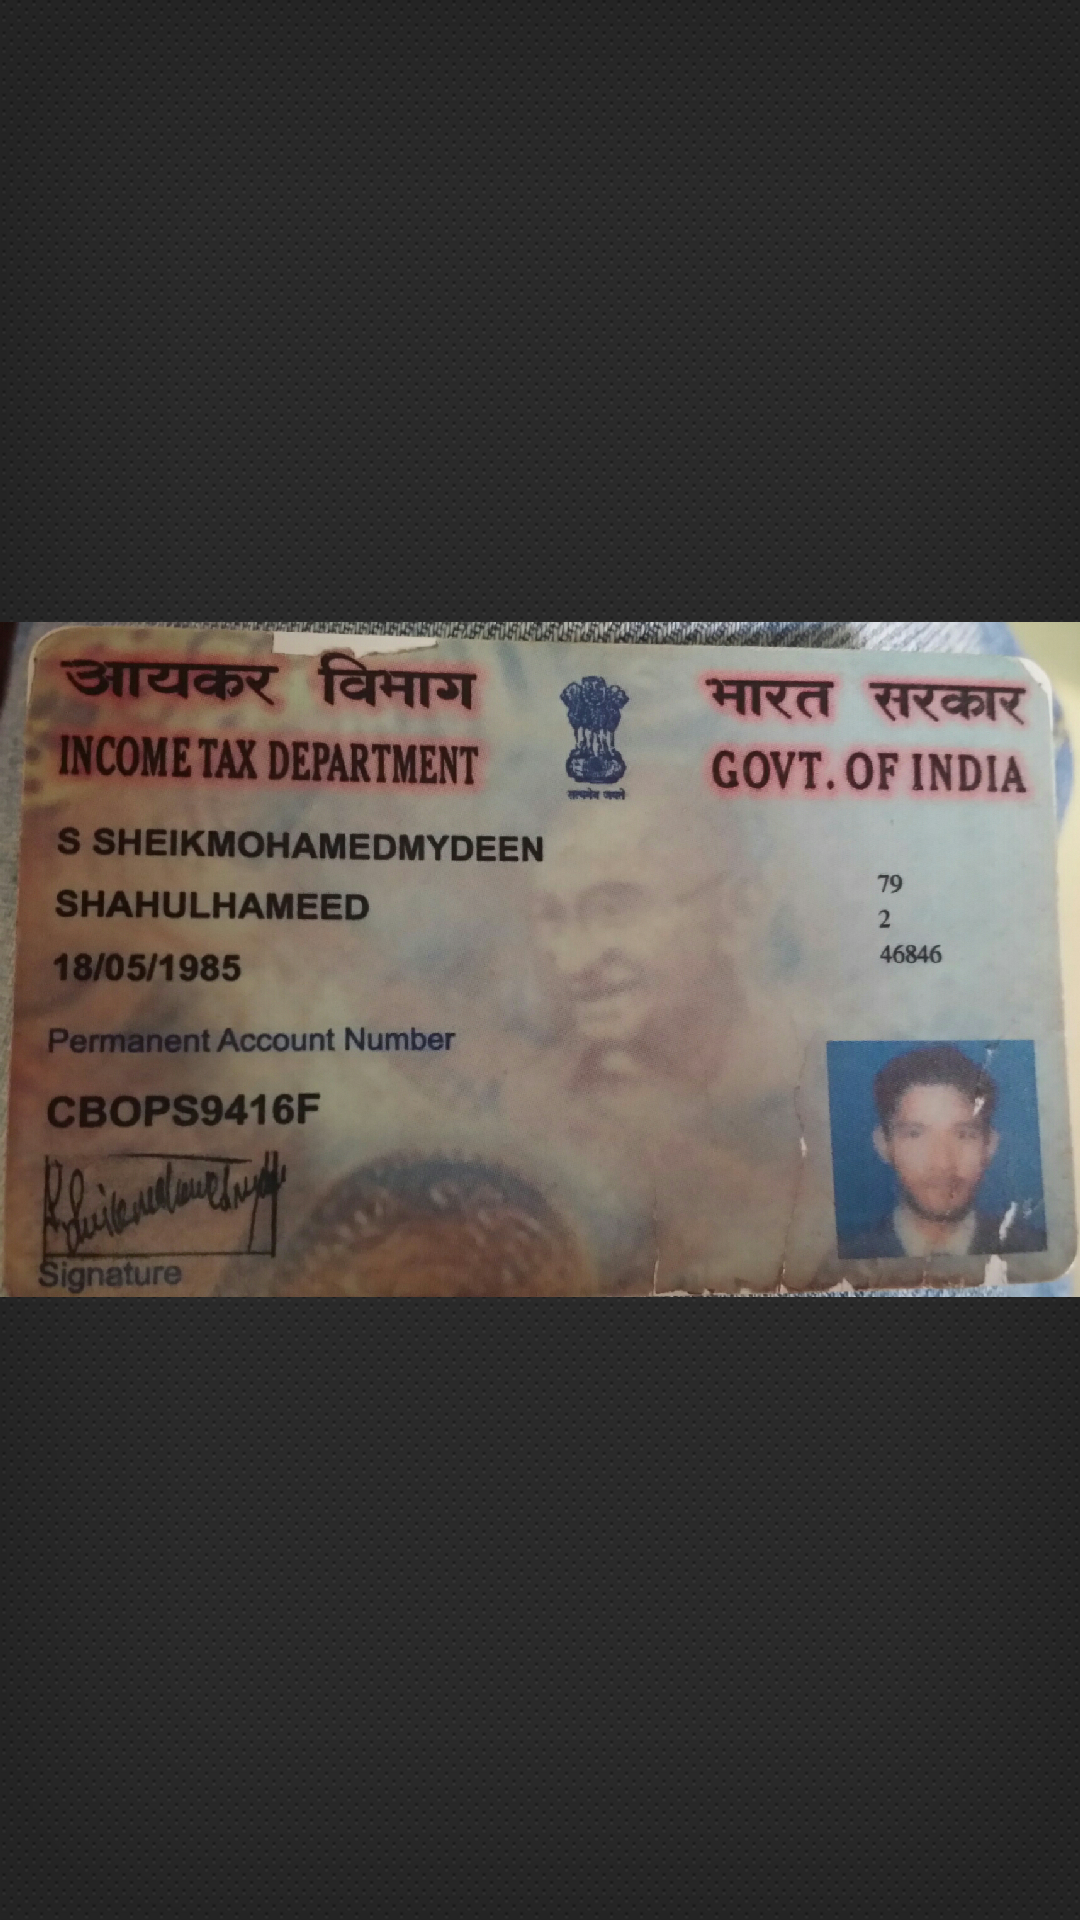 आयकर विभाग
भारत सरकार
INCOME TAX DEPARTMENT
GOVT. OF INDIA
सत्यमेव जयते
S SHEIKMOHAMEDMYDEEN
SHAHULHAMEED
18/05/1985
79
2
46846
Permanent Account Number
CBOPS9416F
Signature